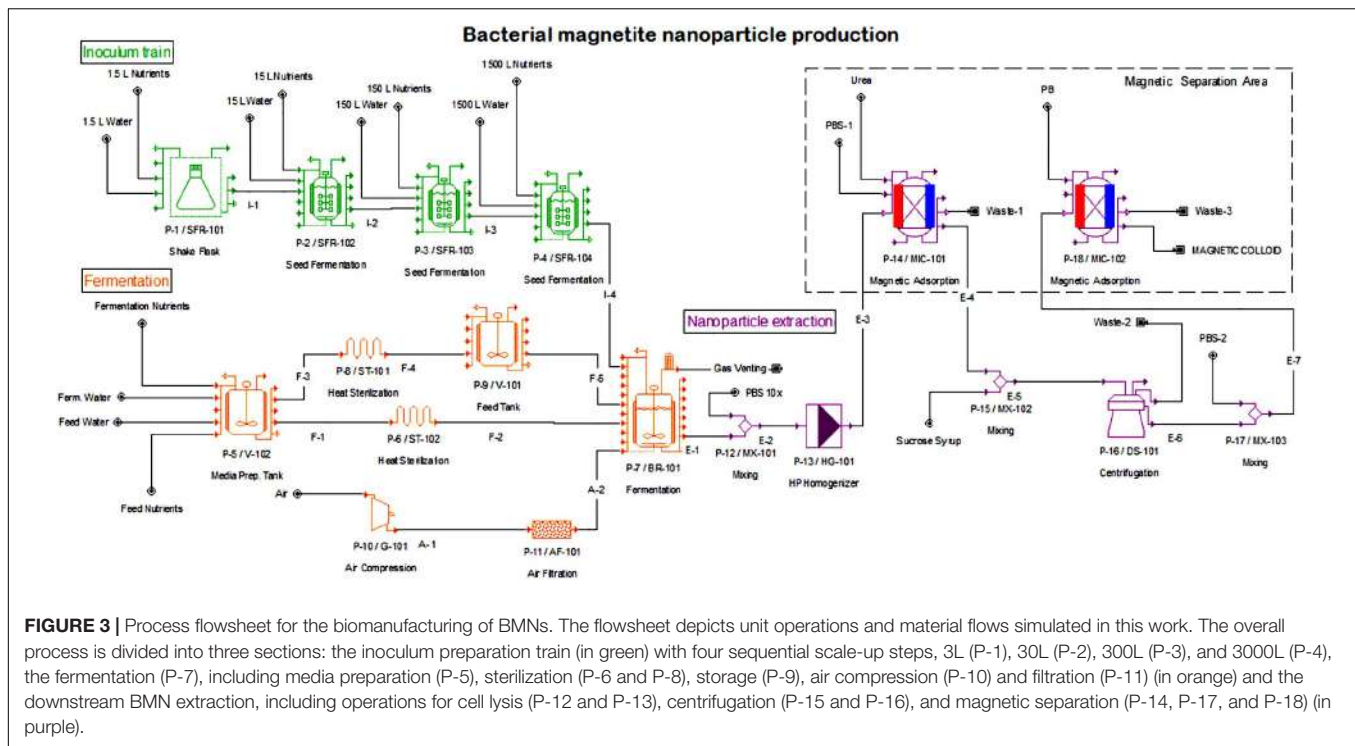 Bacterial magnetite nanoparticle production
Inoculum train
1.5 L Nutrients
15 L Nutrients
150 L Nutrients
1500 L Nutrients
1.5 L Water
15 L Water
150 L Water
1500 L Water
I-1
I-2
I-3
I-4
P-1 / SFR-101
Shake Flask
P-2 / SFR-102
Seed Fermentation
P-3 / SFR-103
Seed Fermentation
P-4 / SFR-104
Seed Fermentation
Magnetic Separation Area
Urea
PBS-1
PB
Waste-1
Waste-3
MAGNETIC COLLOID
P-14 / MIC-101
Magnetic Adsorption
P-18 / MIC-102
Magnetic Adsorption
Fermentation
Fermentation Nutrients
Ferm. Water
Feed Water
Feed Nutrients
P-5 / V-102
Media Prep. Tank
F-3
P-8 / ST-101
Heat Sterilization
F-4
P-9 / V-101
Feed Tank
F-5
F-1
P-6 / ST-102
Heat Sterilization
F-2
Air
P-10 / G-101
Air Compression
A-1
P-11 / AF-101
Air Filtration
A-2
P-7 / BR-101
Fermentation
Nanoparticle extraction
Gas Venting
PBS 10x
E-1
P-12 / MX-101
Mixing
E-2
P-13 / HG-101
HP Homogenizer
E-3
E-4
Sucrose Syrup
P-15 / MX-102
Mixing
E-5
Waste-2
P-16 / DS-101
Centrifugation
E-6
PBS-2
P-17 / MX-103
Mixing
E-7
FIGURE 3 | Process flowsheet for the biomanufacturing of BMNs. The flowsheet depicts unit operations and material flows simulated in this work. The overall
process is divided into three sections: the inoculum preparation train (in green) with four sequential scale-up steps, 3L (P-1), 30L (P-2), 300L (P-3), and 3000L (P-4),
the fermentation (P-7), including media preparation (P-5), sterilization (P-6 and P-8), storage (P-9), air compression (P-10) and filtration (P-11) (in orange) and the
downstream BMN extraction, including operations for cell lysis (P-12 and P-13), centrifugation (P-15 and P-16), and magnetic separation (P-14, P-17, and P-18) (in
purple).